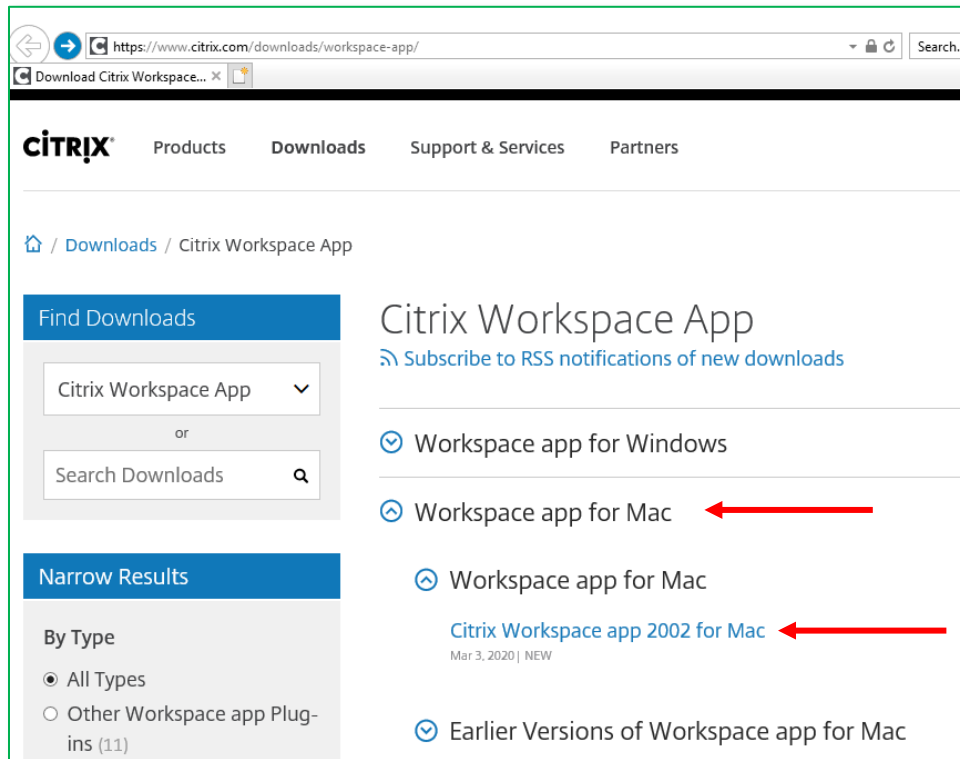 https://www.citrix.com/downloads/workspace-app/
Search.
Download Citrix Workspace...
CİTRIX
Products
Downloads
Support & Services
Partners
/ Downloads / Citrix Workspace App
Find Downloads
Citrix Workspace App
or
Search Downloads
Narrow Results
By Type
All Types
Other Workspace app Plug-
ins (11)
Citrix Workspace App
Subscribe to RSS notifications of new downloads
Workspace app for Windows
Workspace app for Mac
Workspace app for Mac
Citrix Workspace app 2002 for Mac
Mar 3, 2020 | NEW
Earlier Versions of Workspace app for Mac